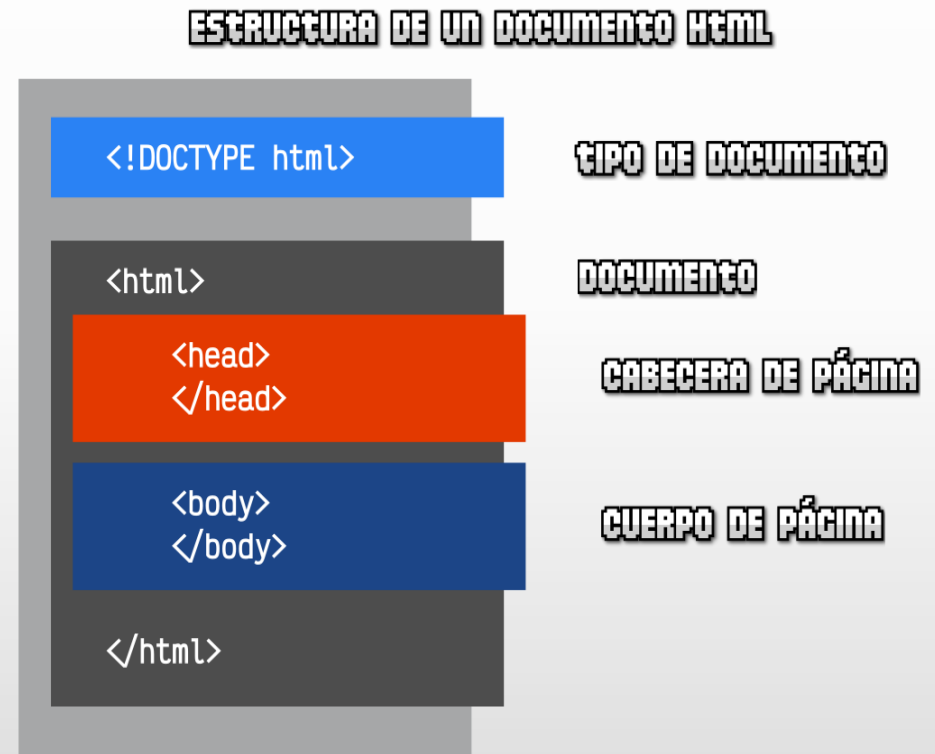 ESTRUCTURA DE UN DOCUMENTO HTML
<!DOCTYPE html>
TIPO DE DOCUMENTO
<html>
DOCUMENTO
<head>
</head>
CABECERA DE PÁGINA
<body>
</body>
CUERPO DE PÁGINA
</html>